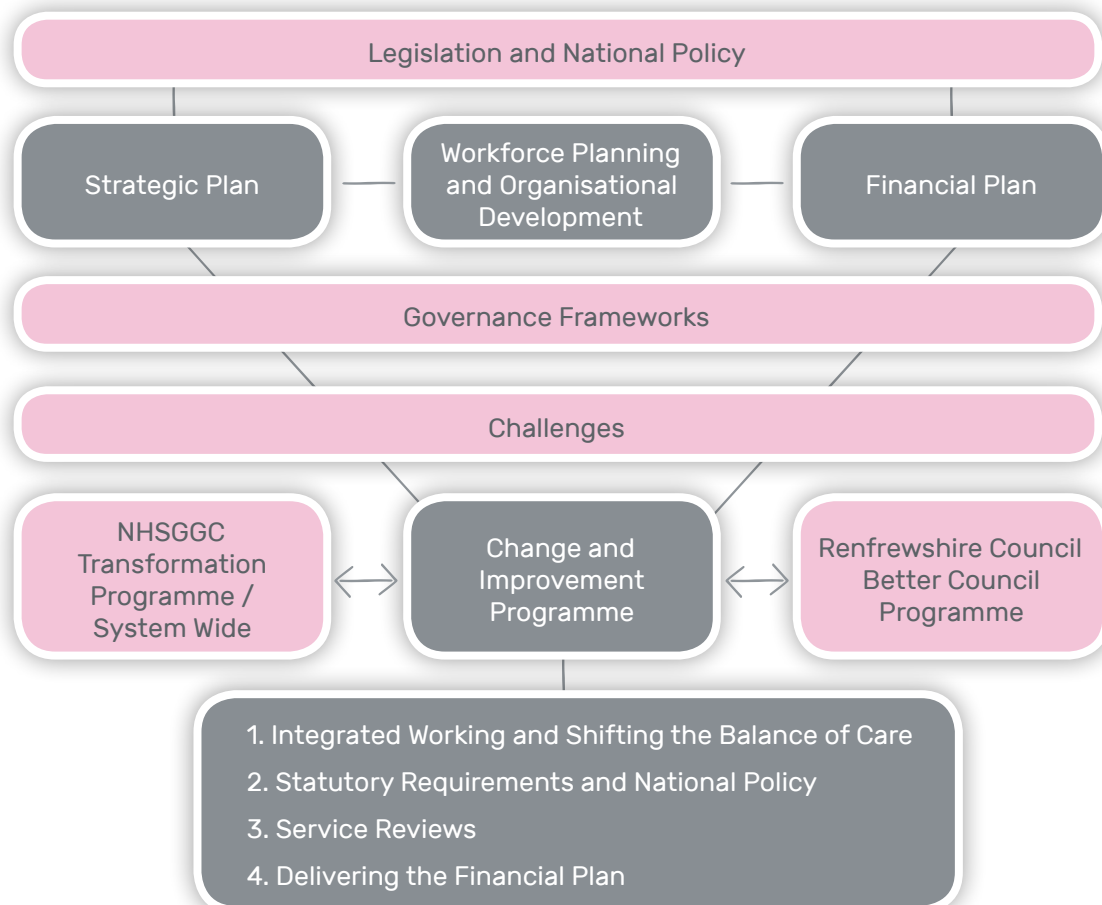 Legislation and National Policy
Strategic Plan
Workforce Planning
and Organisational
Development
Financial Plan
Governance Frameworks
Challenges
NHSGGC
Transformation
Programme /
System Wide
Change and
Improvement
Programme
Renfrewshire Council
Better Council
Programme
1. Integrated Working and Shifting the Balance of Care
2. Statutory Requirements and National Policy
3. Service Reviews
4. Delivering the Financial Plan